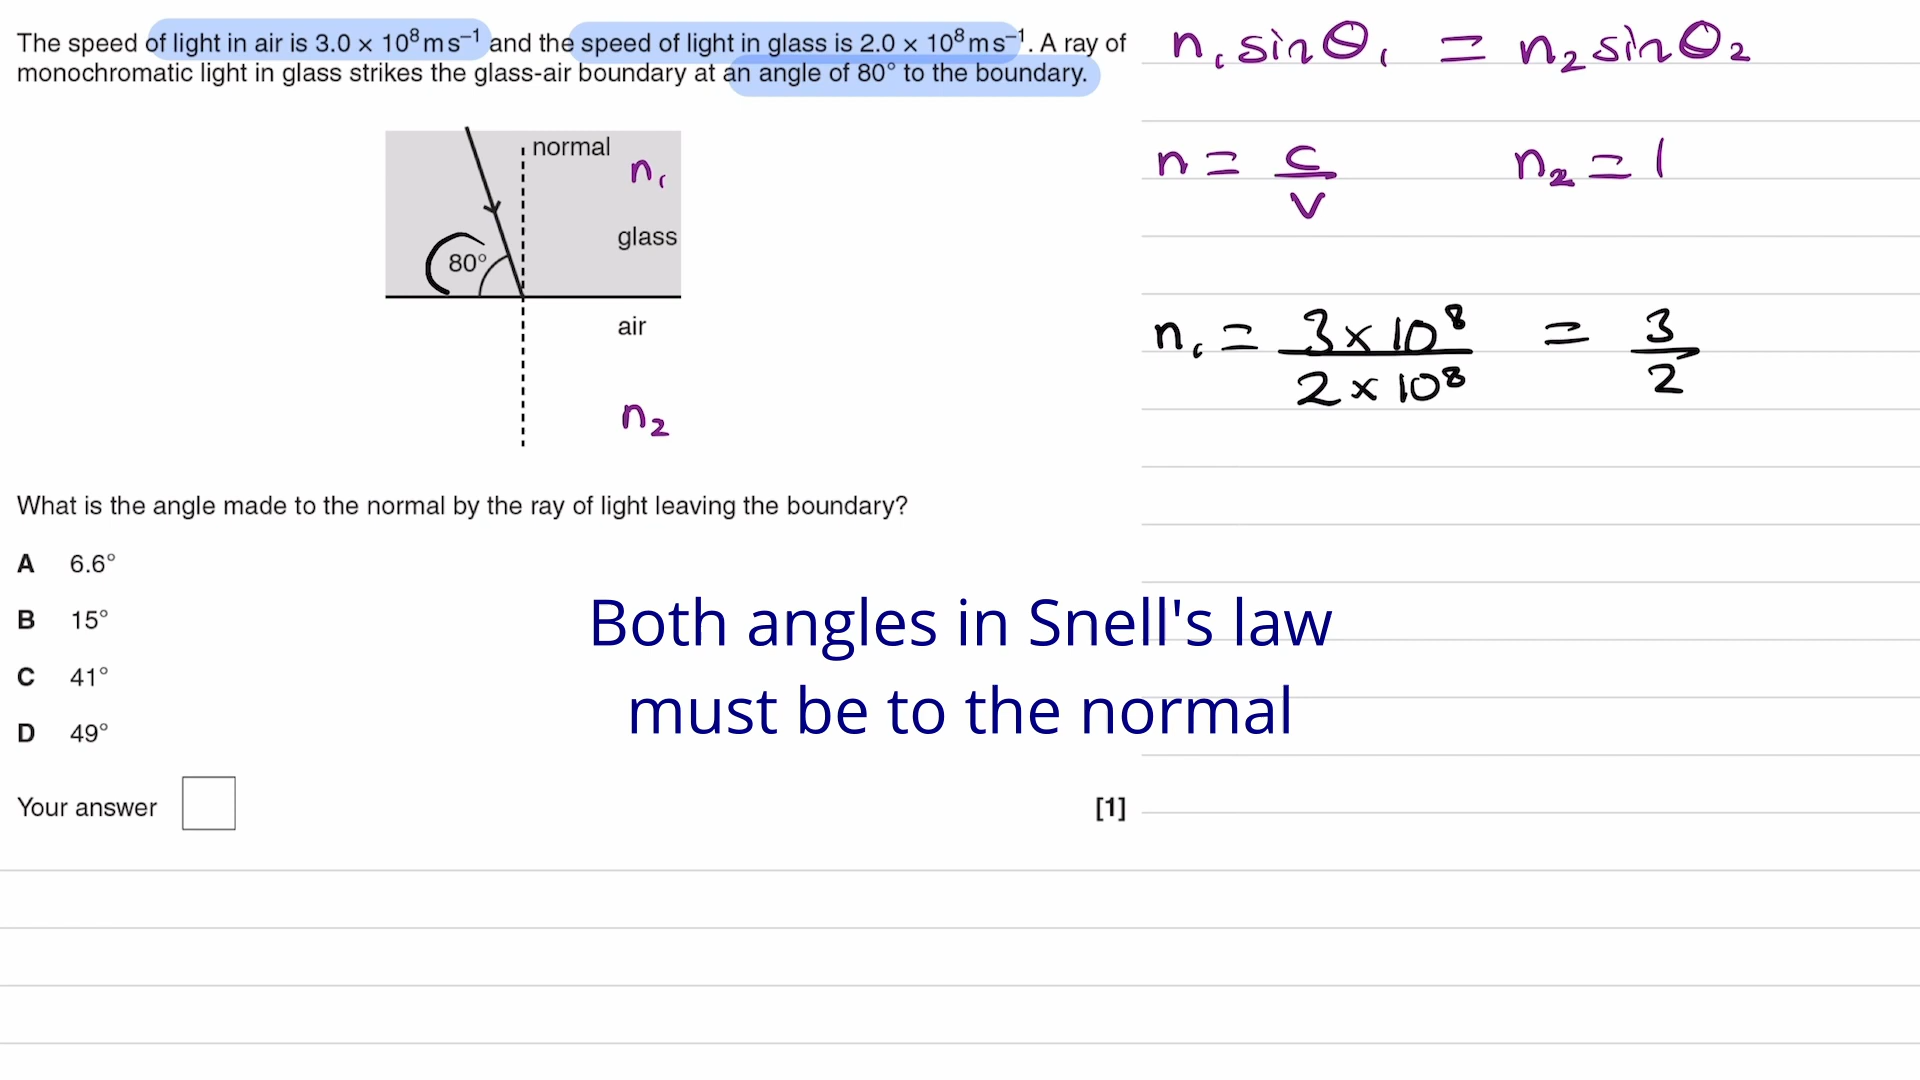 The speed of light in air is 3.0 × 10⁸ m s⁻¹ and the speed of light in glass is 2.0 × 10⁸ m s⁻¹. A ray of
monochromatic light in glass strikes the glass-air boundary at an angle of 80° to the boundary.
normal
n₁
glass
80°
air
n₂
What is the angle made to the normal by the ray of light leaving the boundary?
A 6.6°
B 15°
C 41°
D 49°
Your answer
[1]
n₁ sinθ₁ = n₂ sinθ₂
n = c/v n₂ = 1
n₁ = 3 × 10⁸ / 2 × 10⁸ = 3/2
Both angles in Snell's law
must be to the normal